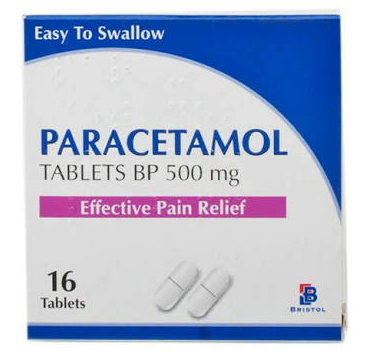 Easy To Swallow
PARACETAMOL
TABLETS BP 500 mg
Effective Pain Relief
16
Tablets
B
BRISTOL